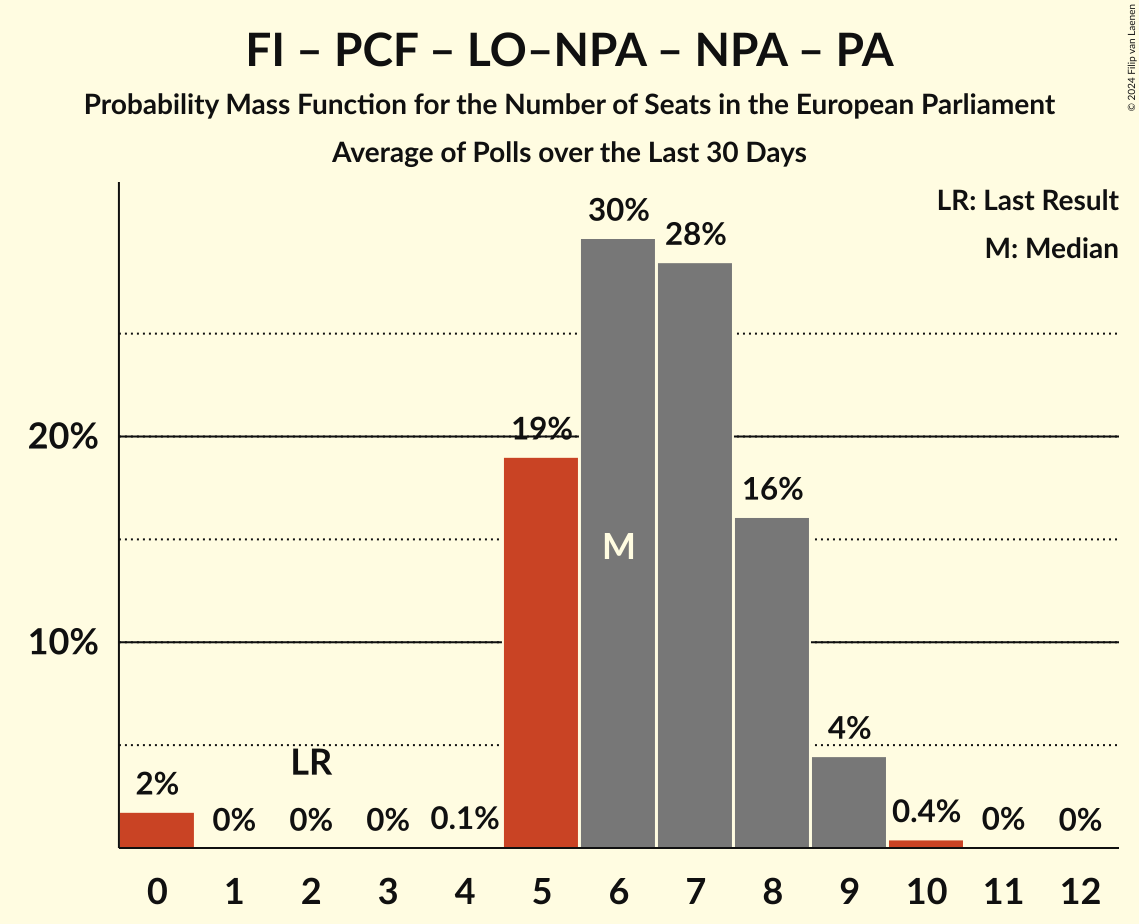 FI – PCF – LO–NPA – NPA – PA
Probability Mass Function for the Number of Seats in the European Parliament
Average of Polls over the Last 30 Days
© 2024 Filip van Laenen
LR: Last Result
M: Median
30%
28%
20%
19%
16%
M
10%
4%
LR
2%
0%
0%
0%
0.1%
0.4%
0%
0%
0 1 2 3 4 5 6 7 8 9 10 11 12